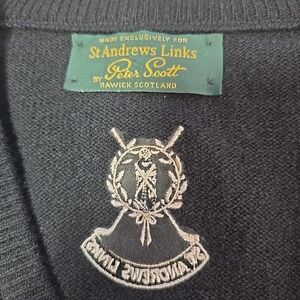 MADE EXCLUSIVELY FOR
St Andrews Links
BY Peter Scott
HAWICK SCOTLAND
ST ANDREWS LINKS